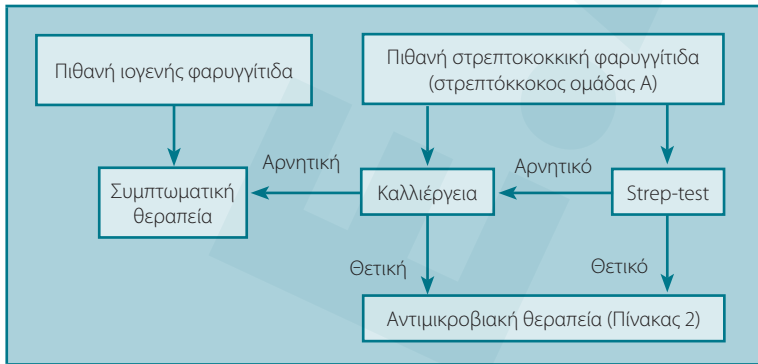 Πιθανή ιογενής φαρυγγίτιδα
Πιθανή στρεπτοκοκκική φαρυγγίτιδα
(στρεπτόκκοκος ομάδας Α)
Αρνητική
Αρνητικό
Συμπτωματική
θεραπεία
Καλλιέργεια
Strep-test
Θετική
Θετικό
Αντιμικροβιακή θεραπεία (Πίνακας 2)